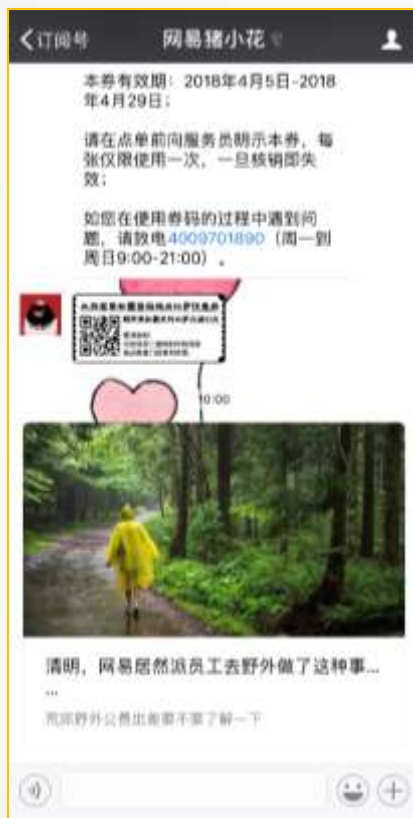 订阅号
网易猪小花
本券有效期：2018年4月5日-2018
年4月29日；
请在点单前向服务员明示本券，每
张仅限使用一次，一旦核销即失
效；
如您在使用券码的过程中遇到问
题，请致电4009701890（周一到
周日9:00-21:00）。
10:00
清明，网易居然派员工去野外做了这种事...
...
荒郊野外公费出差要不要了解一下